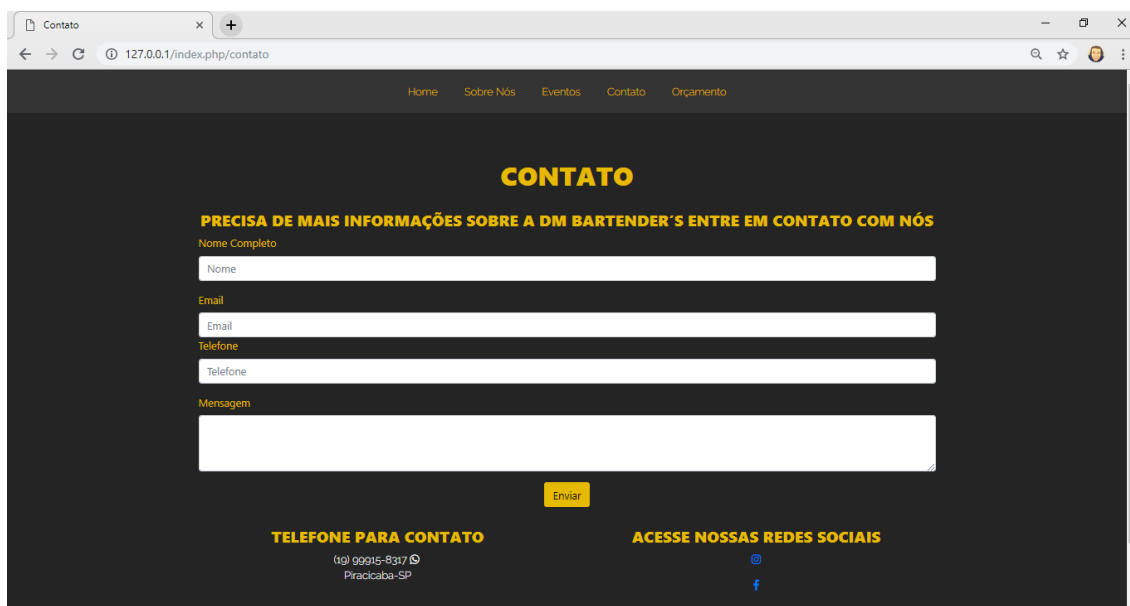 Contato
127.0.0.1/index.php/contato
Home Sobre Nós Eventos Contato Orçamento
CONTATO
PRECISA DE MAIS INFORMAÇÕES SOBRE A DM BARTENDER´S ENTRE EM CONTATO COM NÓS
Nome Completo
Nome
Email
Email
Telefone
Telefone
Mensagem
Enviar
TELEFONE PARA CONTATO
(19) 99915-8317
Piracicaba-SP
ACESSE NOSSAS REDES SOCIAIS